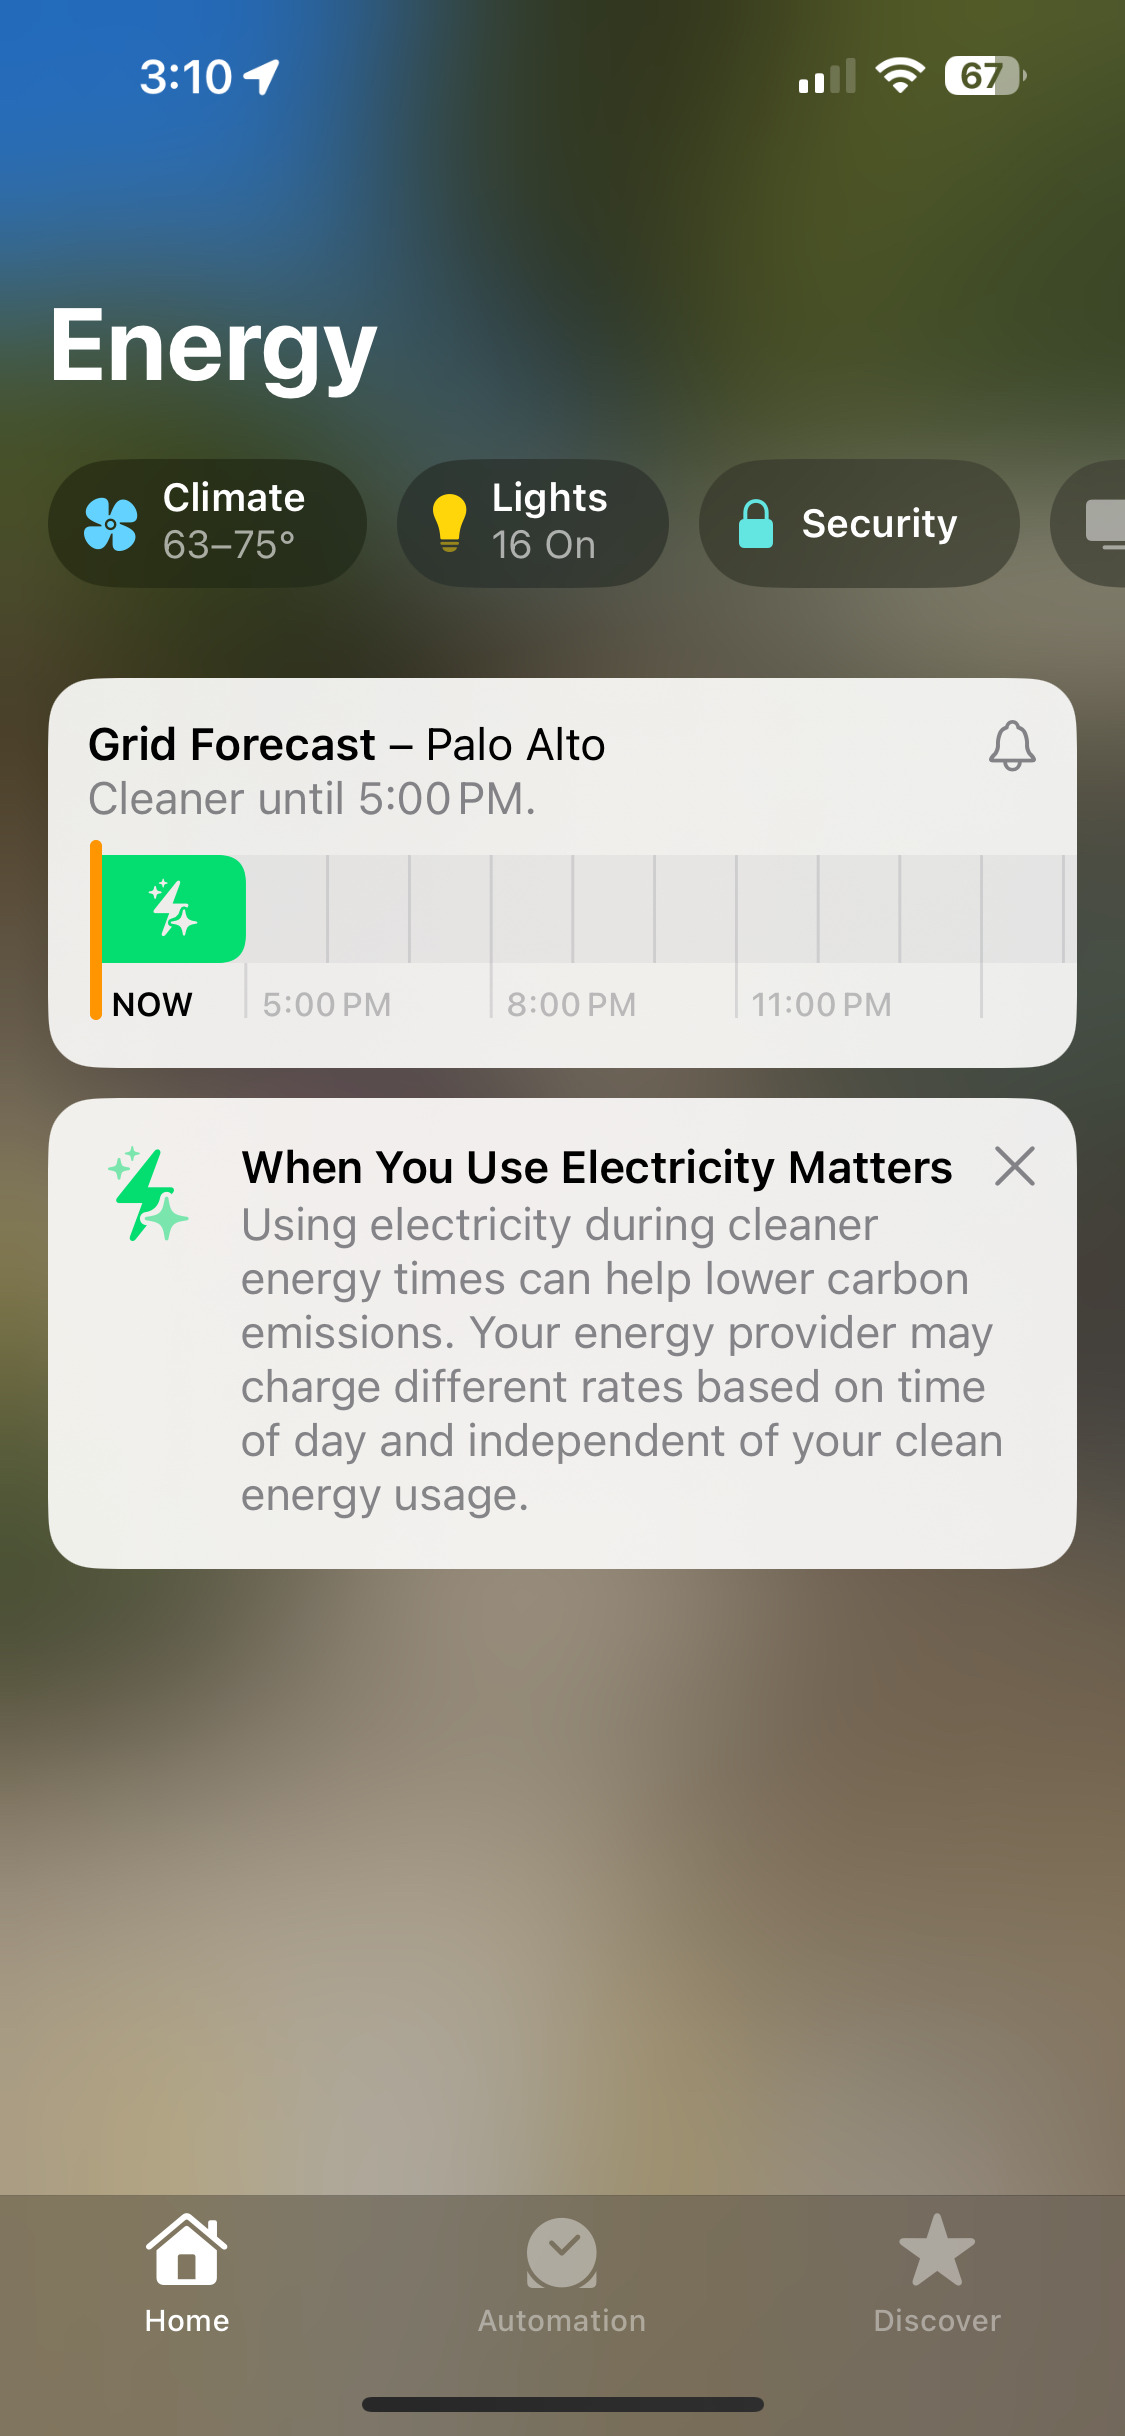 3:10
67
Energy
Climate
63–75°
Lights
16 On
Security
Grid Forecast – Palo Alto
Cleaner until 5:00 PM.
NOW
5:00 PM
8:00 PM
11:00 PM
When You Use Electricity Matters
Using electricity during cleaner
energy times can help lower carbon
emissions. Your energy provider may
charge different rates based on time
of day and independent of your clean
energy usage.
Home
Automation
Discover